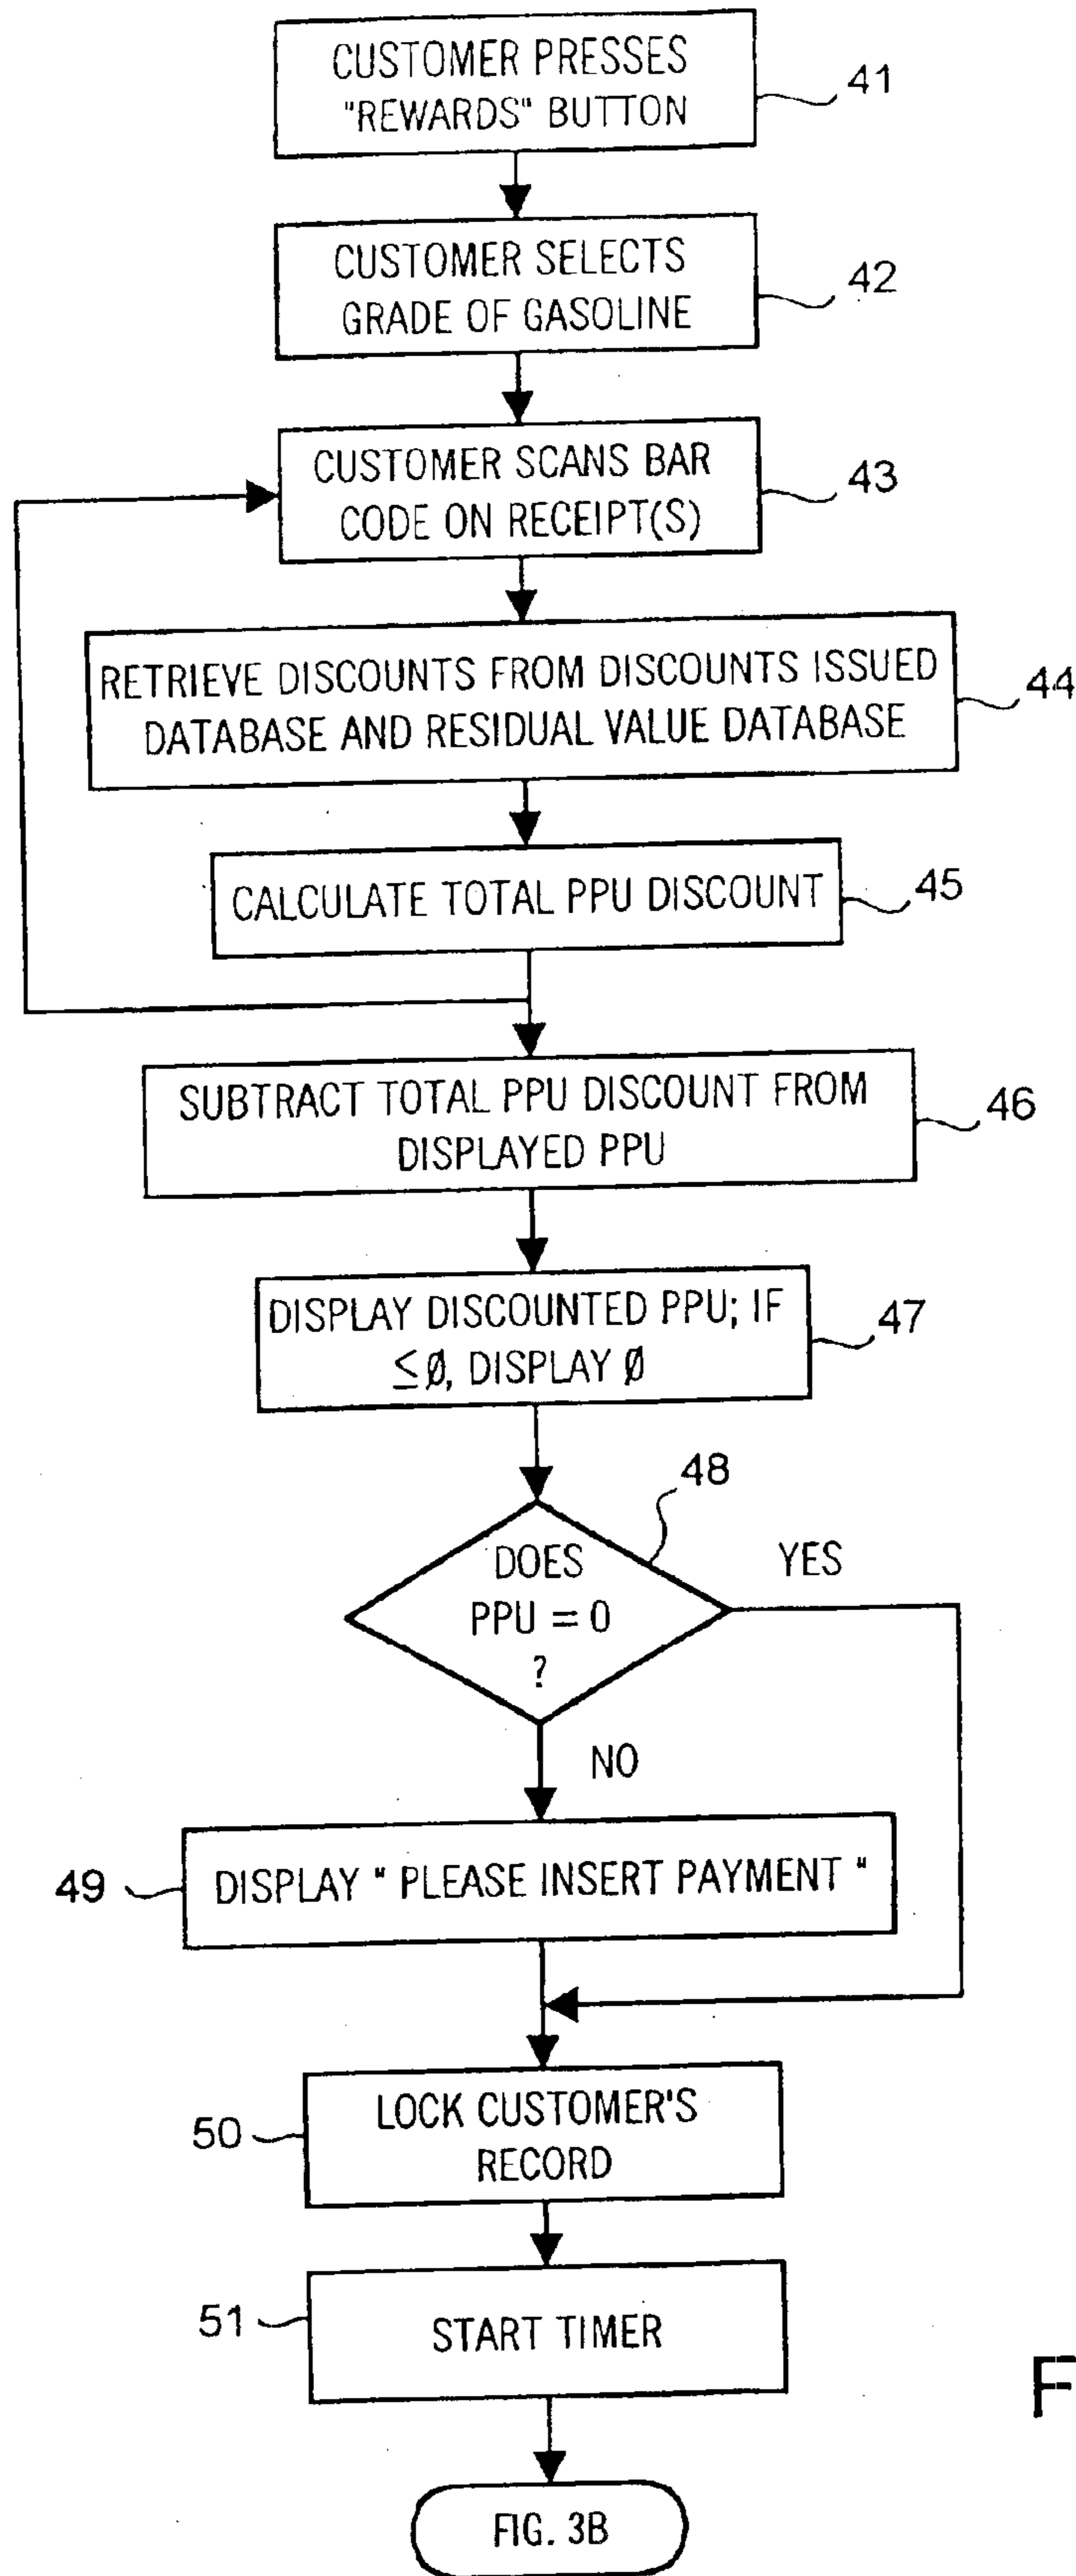 CUSTOMER PRESSES
"REWARDS" BUTTON
41
CUSTOMER SELECTS
GRADE OF GASOLINE
42
CUSTOMER SCANS BAR
CODE ON RECEIPT(S)
43
RETRIEVE DISCOUNTS FROM DISCOUNTS ISSUED
DATABASE AND RESIDUAL VALUE DATABASE
44
CALCULATE TOTAL PPU DISCOUNT
45
SUBTRACT TOTAL PPU DISCOUNT FROM
DISPLAYED PPU
46
DISPLAY DISCOUNTED PPU; IF
≤ Ø, DISPLAY Ø
47
48
DOES
PPU = 0
?
YES
NO
49
DISPLAY " PLEASE INSERT PAYMENT "
50
LOCK CUSTOMER'S
RECORD
51
START TIMER
F
FIG. 3B